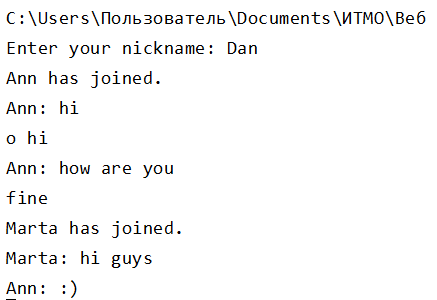 C:\Users\Пользователь\Documents\ИТМО\Веб
Enter your nickname: Dan
Ann has joined.
Ann: hi
o hi
Ann: how are you
fine
Marta has joined.
Marta: hi guys
Ann: :)